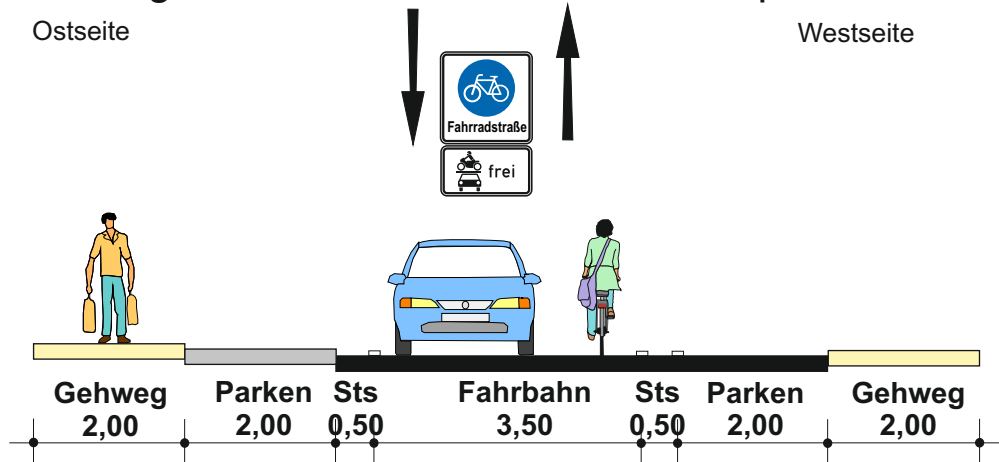 Ostseite
Westseite
Fahrradstraße
frei
Gehweg Parken Sts Fahrbahn Sts Parken Gehweg
2,00 2,00 0,50 3,50 0,50 2,00 2,00